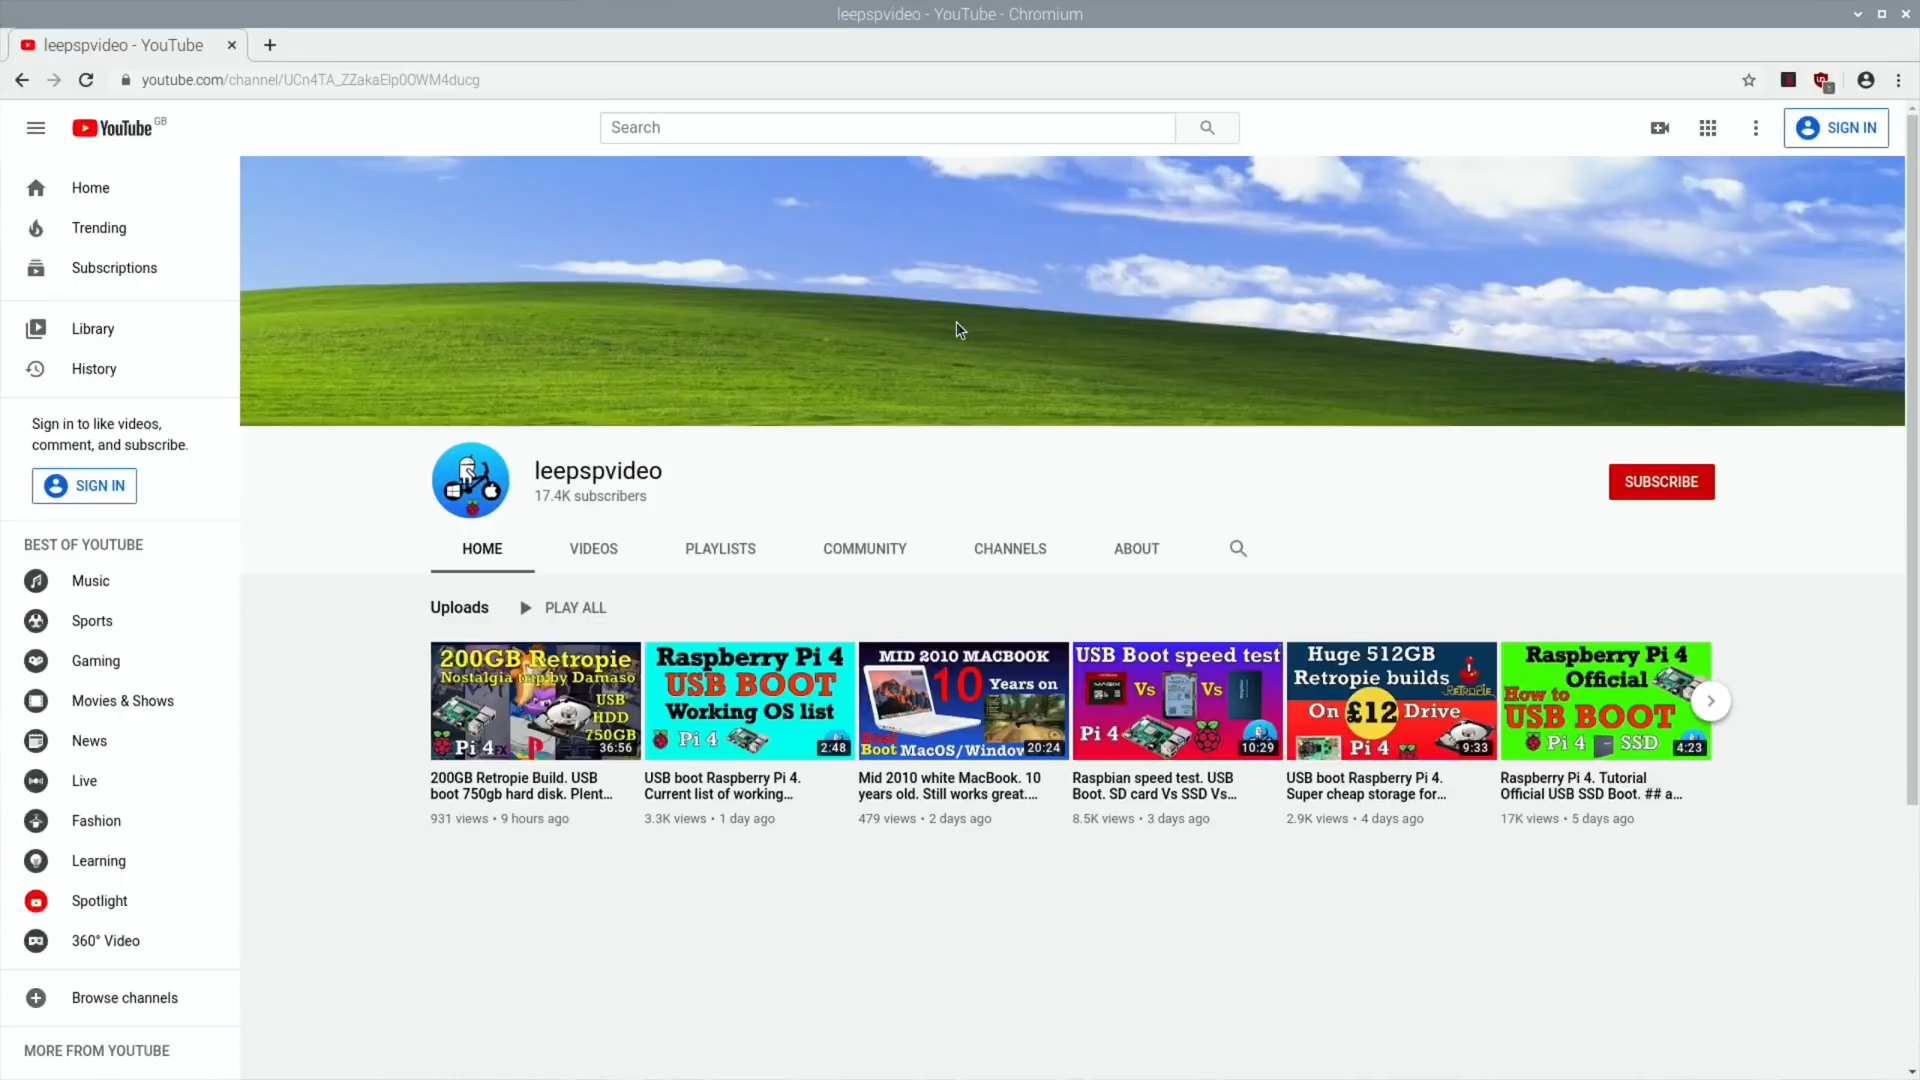 leepspvideo - YouTube - Chromium
leepspvideo - YouTube
youtube.com/channel/UCn4TA_ZZakaElp0OWM4ducg
YouTube GB
Search
SIGN IN
Home
Trending
Subscriptions
Library
History
Sign in to like videos,
comment, and subscribe.
SIGN IN
BEST OF YOUTUBE
Music
Sports
Gaming
Movies & Shows
News
Live
Fashion
Learning
Spotlight
360° Video
Browse channels
MORE FROM YOUTUBE
leepspvideo
17.4K subscribers
SUBSCRIBE
HOME
VIDEOS
PLAYLISTS
COMMUNITY
CHANNELS
ABOUT
Uploads
PLAY ALL
200GB Retropie
Nostalgia trip by Damaso
USB
HDD
750GB
Pi 4
36:56
200GB Retropie Build. USB
boot 750gb hard disk. Plent...
931 views • 9 hours ago
Raspberry Pi 4
USB BOOT
Working OS list
Pi 4
2:48
USB boot Raspberry Pi 4.
Current list of working...
3.3K views • 1 day ago
MID 2010 MACBOOK
10 Years on
Dual
Boot MacOS/Window
20:24
Mid 2010 white MacBook. 10
years old. Still works great....
479 views • 2 days ago
USB Boot speed test
Vs Vs
Pi 4
10:29
Raspbian speed test. USB
Boot. SD card Vs SSD Vs...
8.5K views • 3 days ago
Huge 512GB
Retropie builds
RETROPIE
On £12 Drive
Pi 4
9:33
USB boot Raspberry Pi 4.
Super cheap storage for...
2.9K views • 4 days ago
Raspberry Pi 4
Official
How to
USB BOOT
Pi 4 SSD
4:23
Raspberry Pi 4. Tutorial
Official USB SSD Boot. ## a...
17K views • 5 days ago